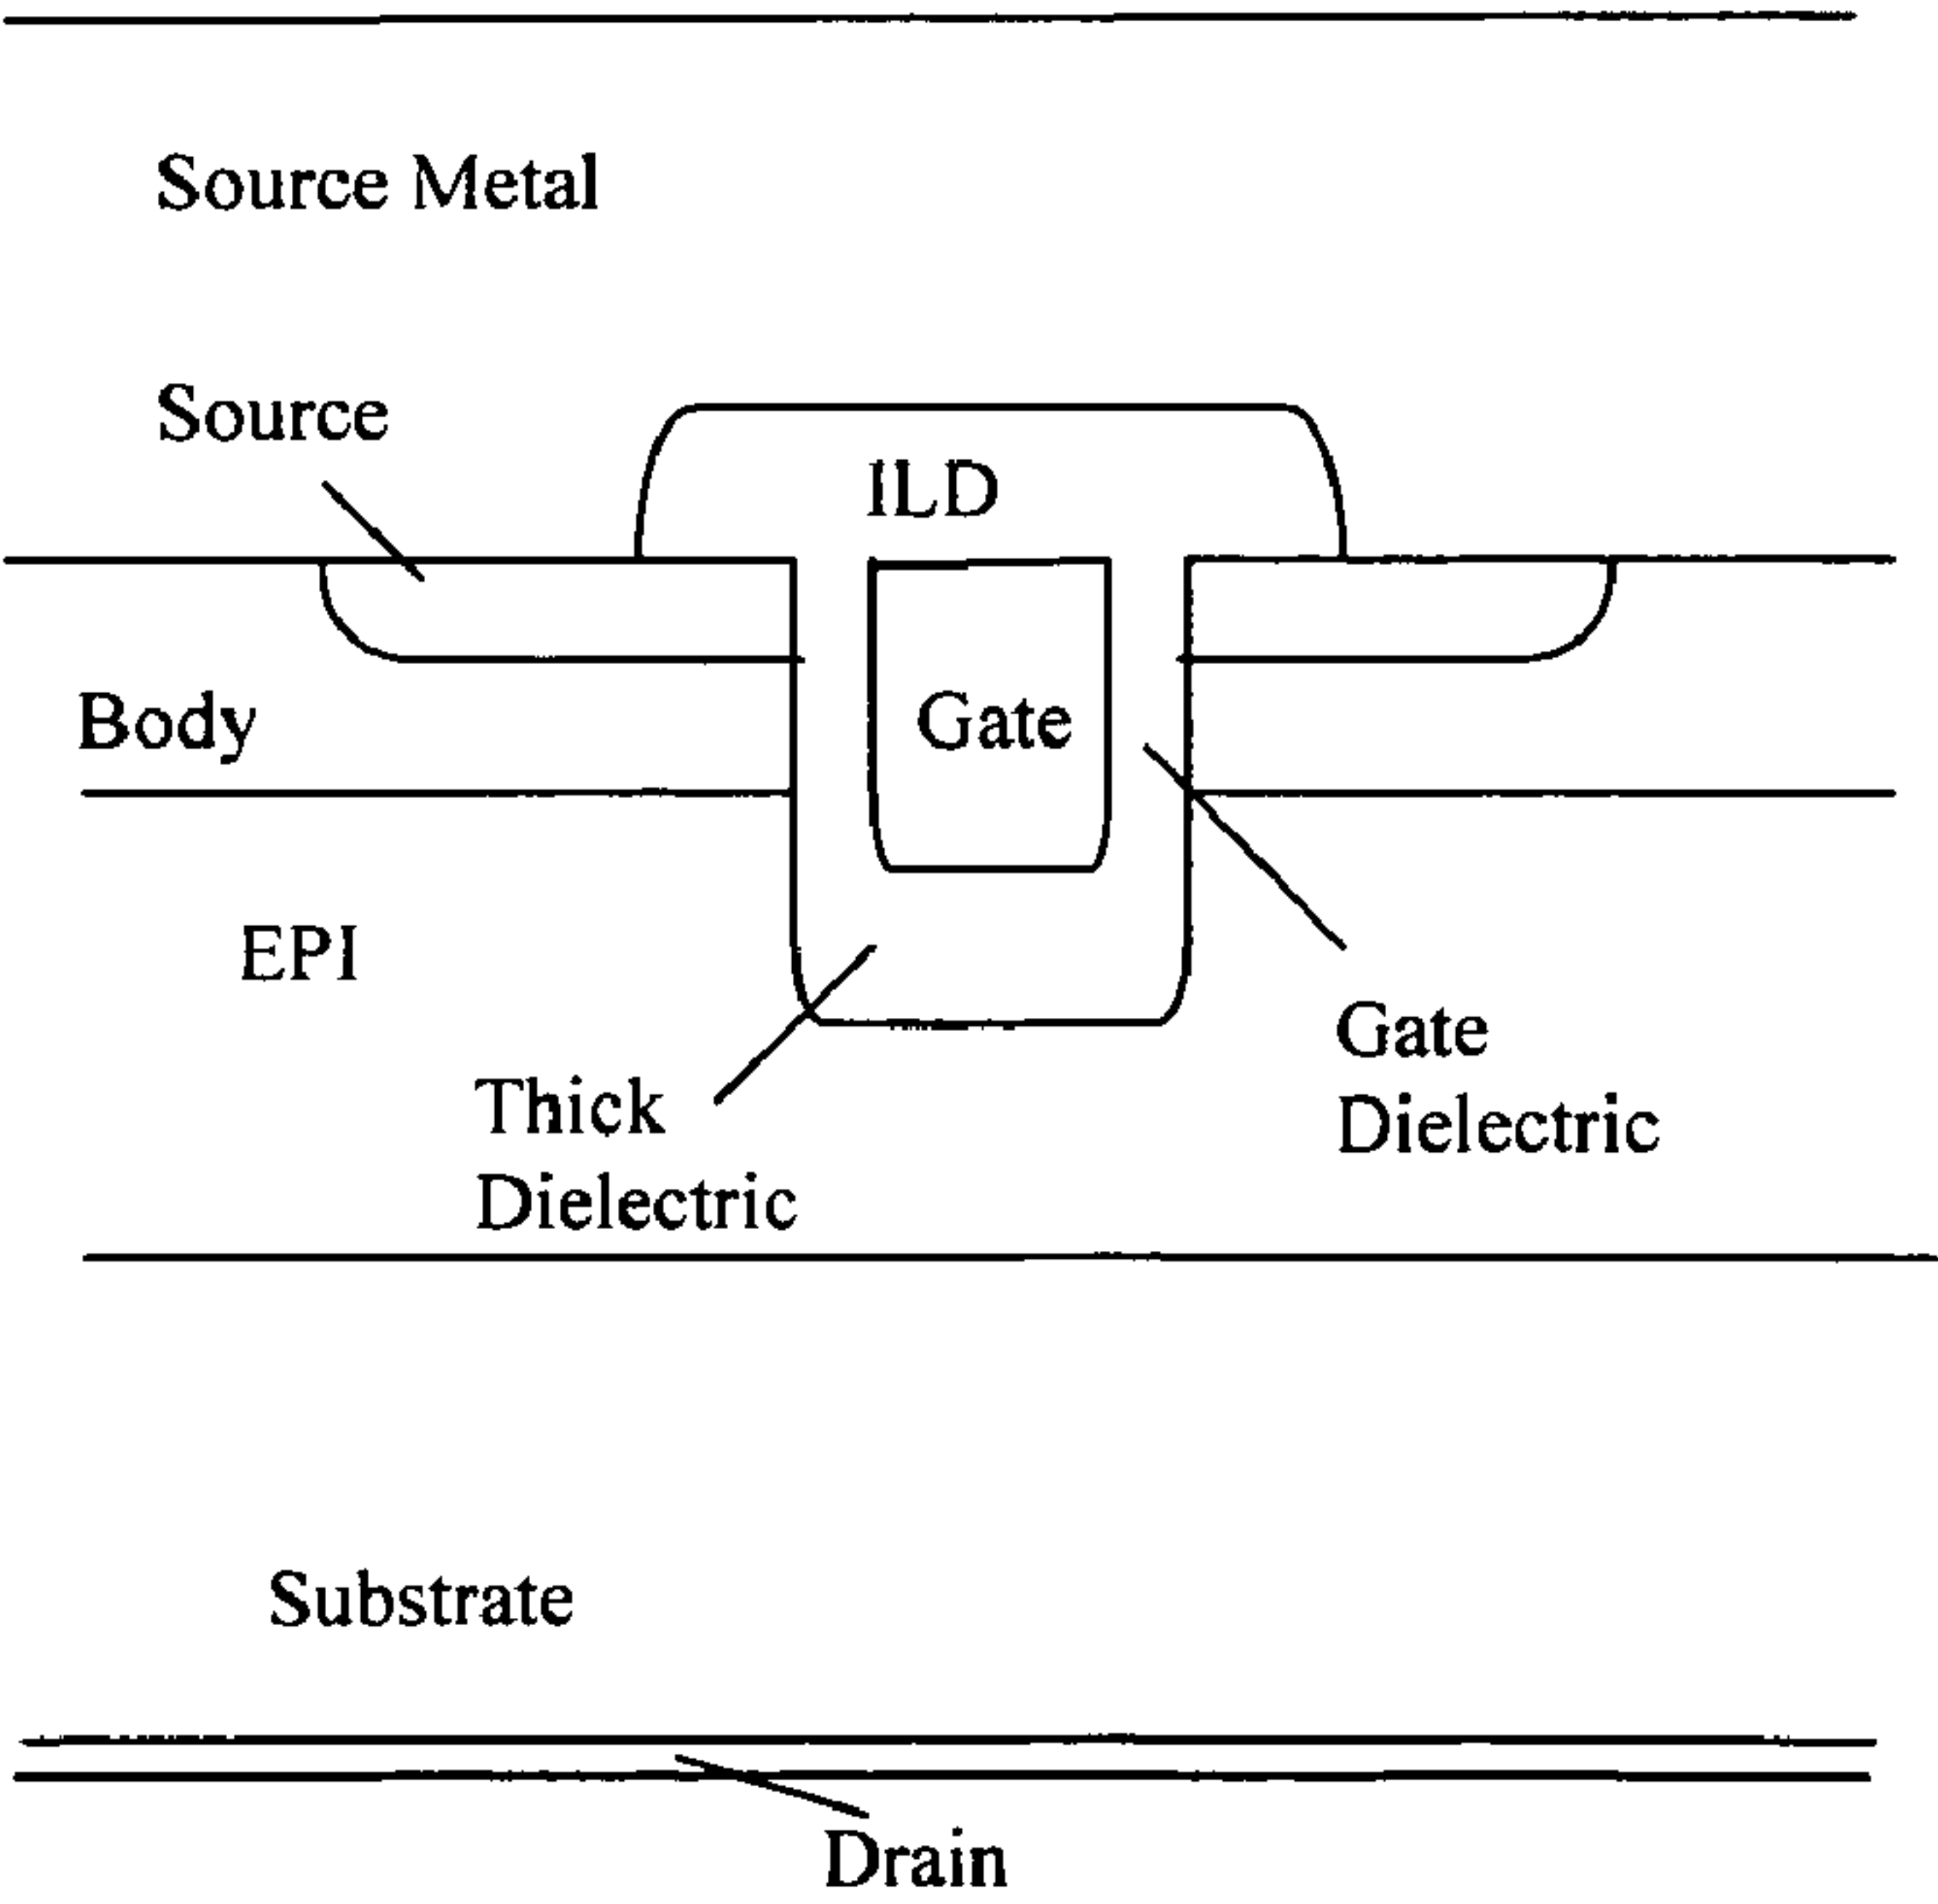 Source Metal
Source
ILD
Body
Gate
EPI
Gate
Dielectric
Thick
Dielectric
Substrate
Drain